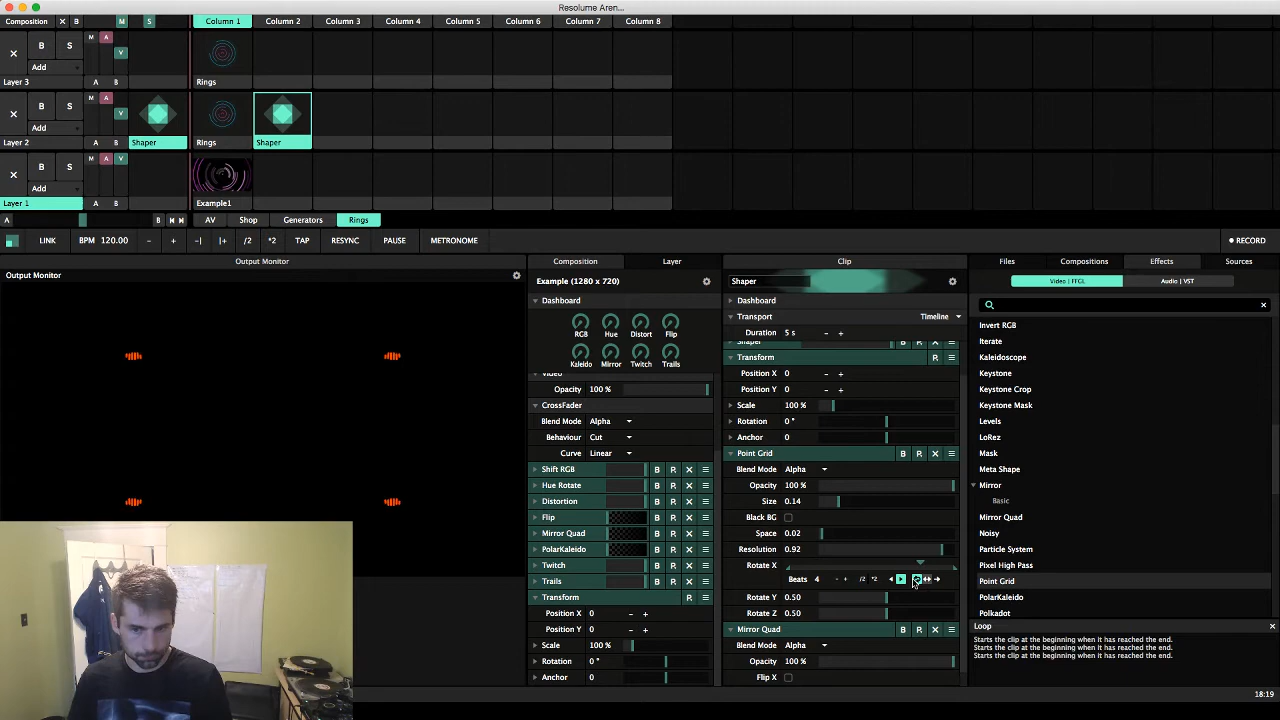 Resolume Aren...
Composition X B M S Column 1 Column 2 Column 3 Column 4 Column 5 Column 6 Column 7 Column 8
B S M A V
Add
Layer 3 A B Rings
B S M A V
Add
Layer 2 A B Shaper Rings Shaper
B S M A V
Add
Layer 1 A B Example1
A B AV Shop Generators Rings
LINK BPM 120.00 - + -| |+ /2 *2 TAP RESYNC PAUSE METRONOME RECORD
Output Monitor
Output Monitor
Composition Layer
Example (1280 x 720)
Dashboard
RGB Hue Distort Flip
Kaleido Mirror Twitch Trails
Video
Opacity 100 %
CrossFader
Blend Mode Alpha
Behaviour Cut
Curve Linear
Shift RGB B P. X
Hue Rotate B P. X
Distortion B P. X
Flip B P. X
Mirror Quad B P. X
PolarKaleido B P. X
Twitch B P. X
Trails B P. X
Transform P.
Position X 0 - +
Position Y 0 - +
Scale 100 %
Rotation 0 °
Anchor 0
Clip
Shaper
Dashboard
Transport Timeline
Duration 5 s - +
Shaper B P. X
Transform P.
Position X 0 - +
Position Y 0 - +
Scale 100 %
Rotation 0 °
Anchor 0
Point Grid B P. X
Blend Mode Alpha
Opacity 100 %
Size 0.14
Black BG
Space 0.02
Resolution 0.92
Rotate X
Beats 4 - + /2 *2
Rotate Y 0.50
Rotate Z 0.50
Mirror Quad B P. X
Blend Mode Alpha
Opacity 100 %
Flip X
Files Compositions Effects Sources
Video | FFGL Audio | VST
Invert RGB
Iterate
Kaleidoscope
Keystone
Keystone Crop
Keystone Mask
Levels
LoRez
Mask
Meta Shape
Mirror
Basic
Mirror Quad
Noisy
Particle System
Pixel High Pass
Point Grid
PolarKaleido
Polkadot
Loop
Starts the clip at the beginning when it has reached the end.
Starts the clip at the beginning when it has reached the end.
Starts the clip at the beginning when it has reached the end.
18:19